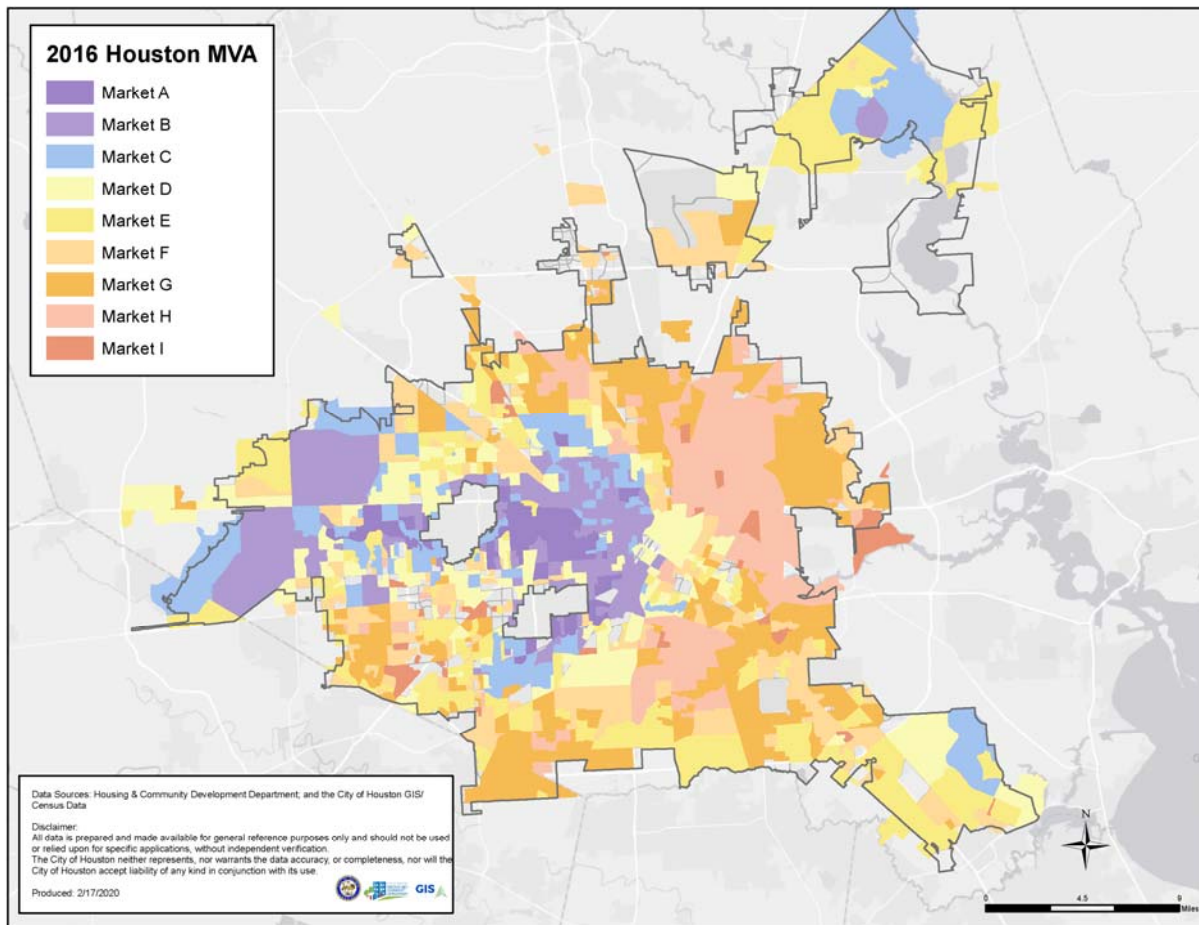 2016 Houston MVA
Market A
Market B
Market C
Market D
Market E
Market F
Market G
Market H
Market I
Data Sources: Housing & Community Development Department; and the City of Houston GIS/
Census Data
Disclaimer:
All data is prepared and made available for general reference purposes only and should not be used
or relied upon for specific applications, without independent verification.
The City of Houston neither represents, nor warrants the data accuracy, or completeness, nor will the
City of Houston accept liability of any kind in conjunction with its use.
Produced: 2/17/2020
GIS
N
0 4.5 9
Miles